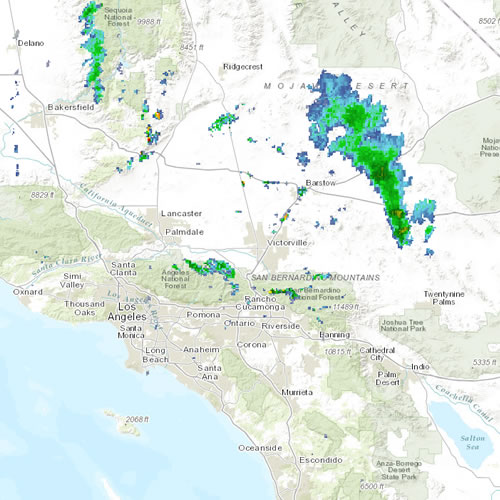 Sequoia
National
Forest
9988 ft
VALLEY
8502
Delano
8451 ft
Ridgecrest
MOJAVE DESERT
Bakersfield
Mojave
National
Preserve
Barstow
8829 ft
California Aqueduct
Lancaster
Palmdale
Victorville
Santa Clara River
Santa
Clarita
Angeles
National
Forest
SAN BERNARDINO MOUNTAINS
San Bernardino
National Forest
Simi
Valley
Oxnard
Thousand
Oaks
Los Angeles
Los
Angeles
Rancho
Cucamonga
11489 ft
Twentynine
Palms
Pomona
Ontario
Riverside
Santa
Monica
Banning
Joshua Tree
National Park
Long
Beach
Anaheim
Corona
10815 ft
Cathedral
City
5335 ft
Santa
Ana
Indio
Palm
Desert
Murrieta
Coachella Canal
2068 ft
Salton
Sea
Oceanside
Escondido
Anza-Borrego
Desert
State Park
6500 ft